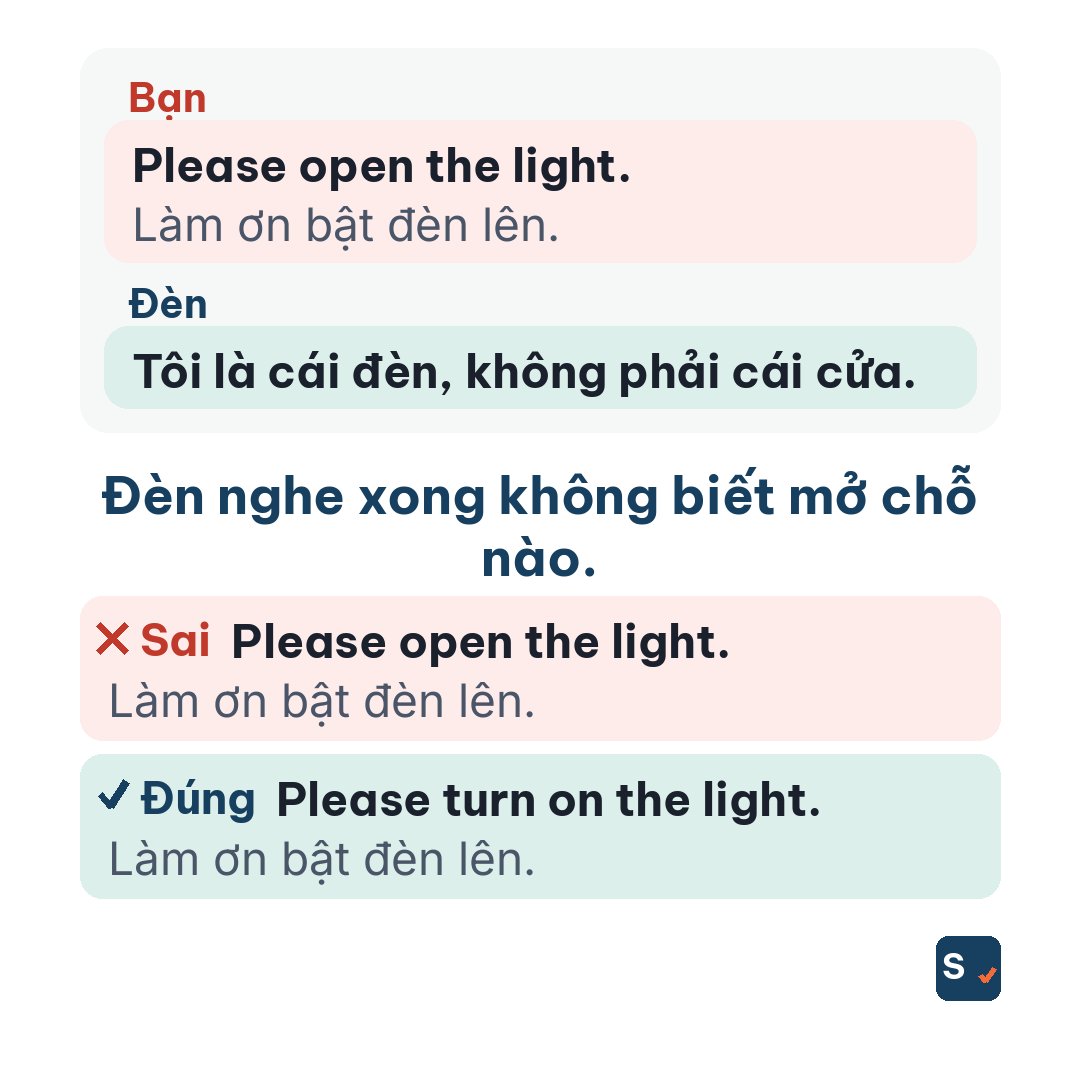 Bạn
Please open the light.
Làm ơn bật đèn lên.
Đèn
Tôi là cái đèn, không phải cái cửa.
Đèn nghe xong không biết mở chỗ
nào.
Sai Please open the light.
Làm ơn bật đèn lên.
Đúng Please turn on the light.
Làm ơn bật đèn lên.
S